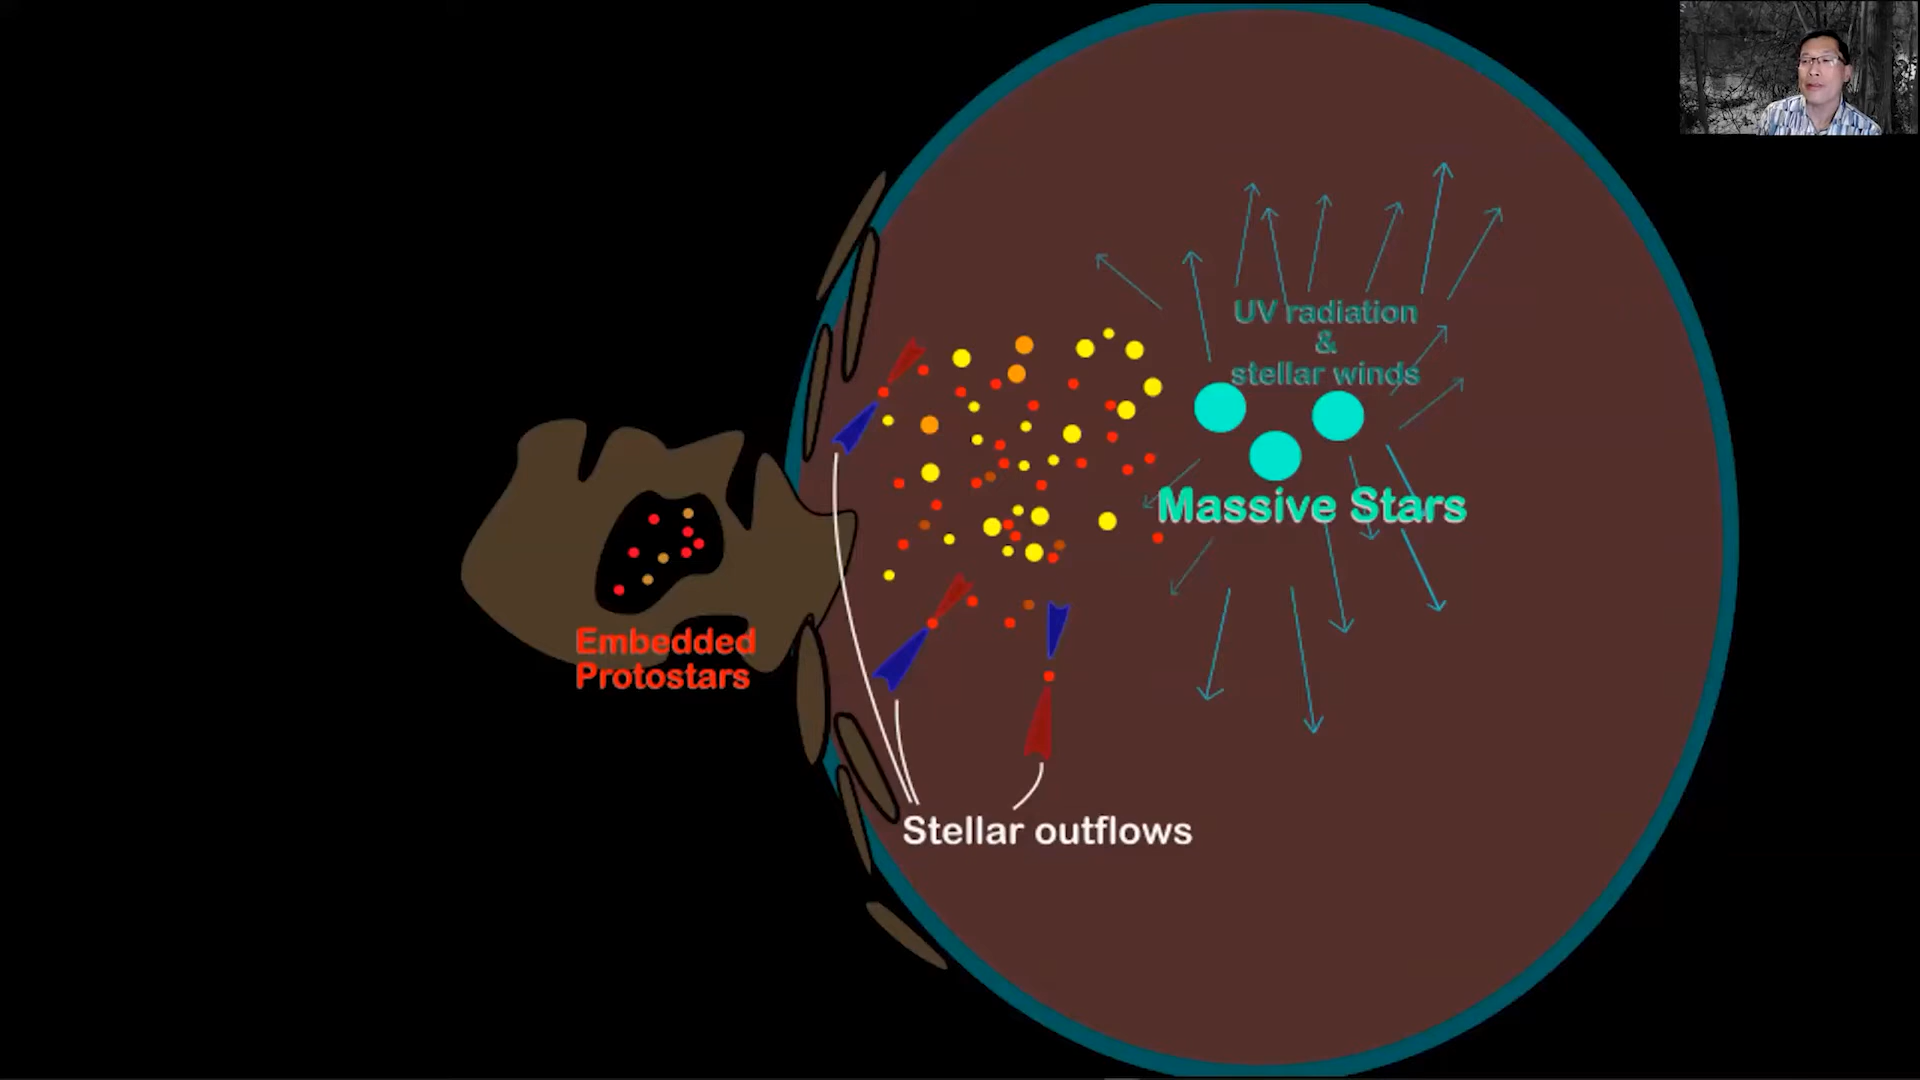 UV radiation
&
stellar winds
Massive Stars
Embedded
Protostars
Stellar outflows